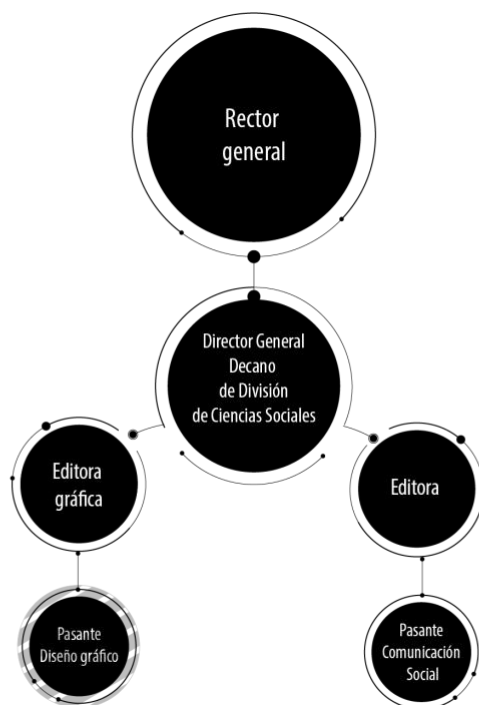 Rector
general
Director General
Decano
de División
de Ciencias Sociales
Editora
gráfica
Editora
Pasante
Diseño gráfico
Pasante
Comunicación
Social